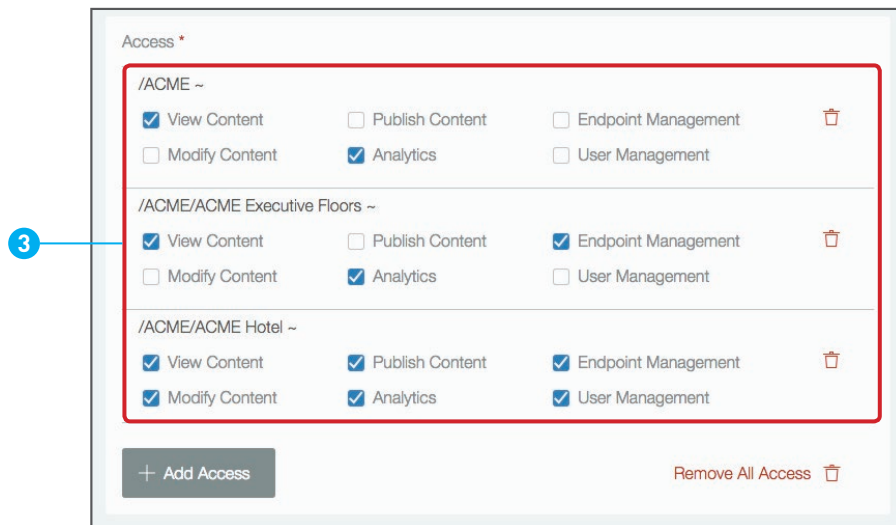 Access *
/ACME ~
View Content Publish Content Endpoint Management
Modify Content Analytics User Management
/ACME/ACME Executive Floors ~
3
View Content Publish Content Endpoint Management
Modify Content Analytics User Management
/ACME/ACME Hotel ~
View Content Publish Content Endpoint Management
Modify Content Analytics User Management
+ Add Access Remove All Access